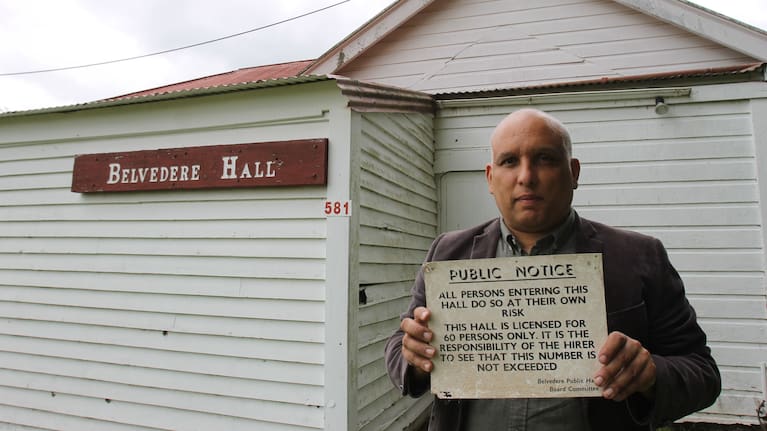 BELVEDERE HALL
581
PUBLIC NOTICE
ALL PERSONS ENTERING THIS
HALL DO SO AT THEIR OWN
RISK
THIS HALL IS LICENSED FOR
60 PERSONS ONLY. IT IS THE
RESPONSIBILITY OF THE HIRER
TO SEE THAT THIS NUMBER IS
NOT EXCEEDED
Belvedere Public
Board Committee